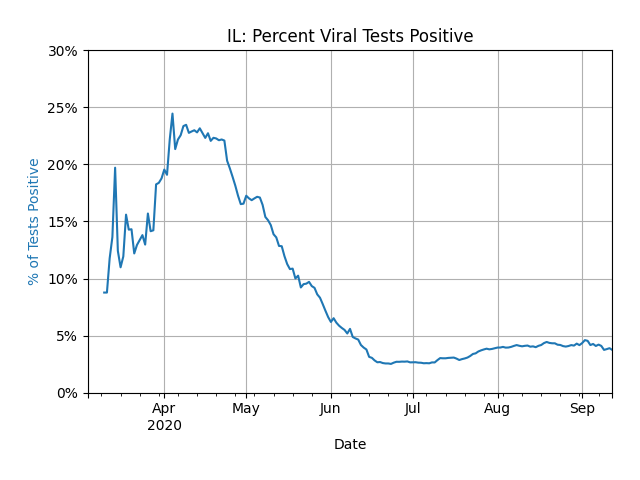 IL: Percent Viral Tests Positive
30%
25%
20%
15%
10%
5%
0%
% of Tests Positive
Apr May Jun Jul Aug Sep
2020
Date